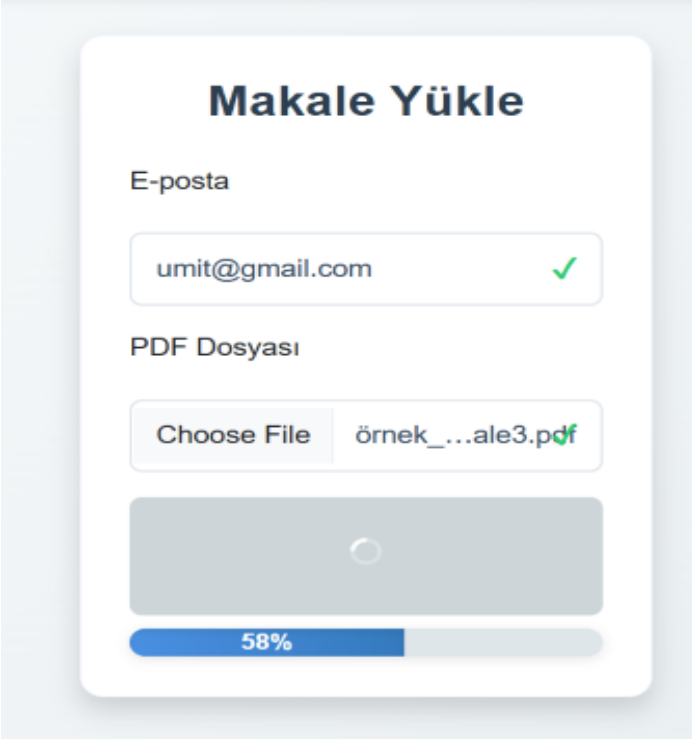 Makale Yükle
E-posta
umit@gmail.com
PDF Dosyası
Choose File örnek_...ale3.pdf
58%